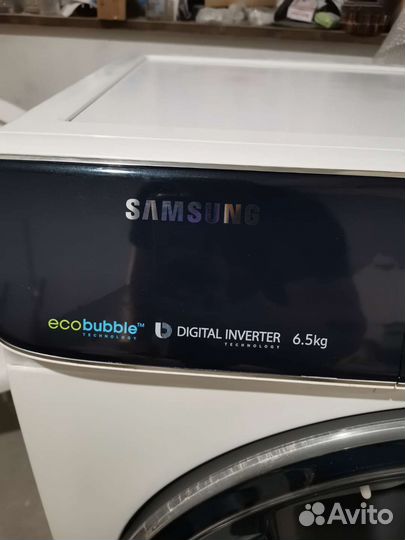 SAMSUNG
ecobubble™
TECHNOLOGY
DIGITAL INVERTER 6.5kg
TECHNOLOGY
Avito